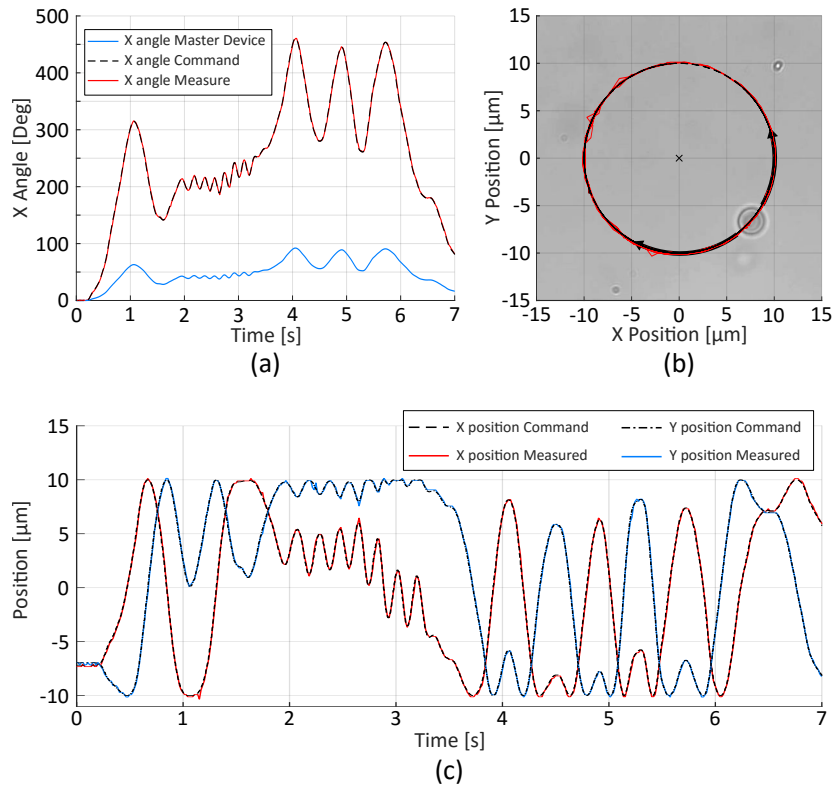 X angle Master Device
X angle Command
X angle Measure
X Angle [Deg]
500
400
300
200
100
0
0 1 2 3 4 5 6 7
Time [s]
(a)
Y Position [µm]
15
10
5
0
-5
-10
-15
-15 -10 -5 0 5 10 15
X Position [µm]
(b)
X position Command
Y position Command
X position Measured
Y position Measured
Position [µm]
15
10
5
0
-5
-10
0 1 2 3 4 5 6 7
Time [s]
(c)